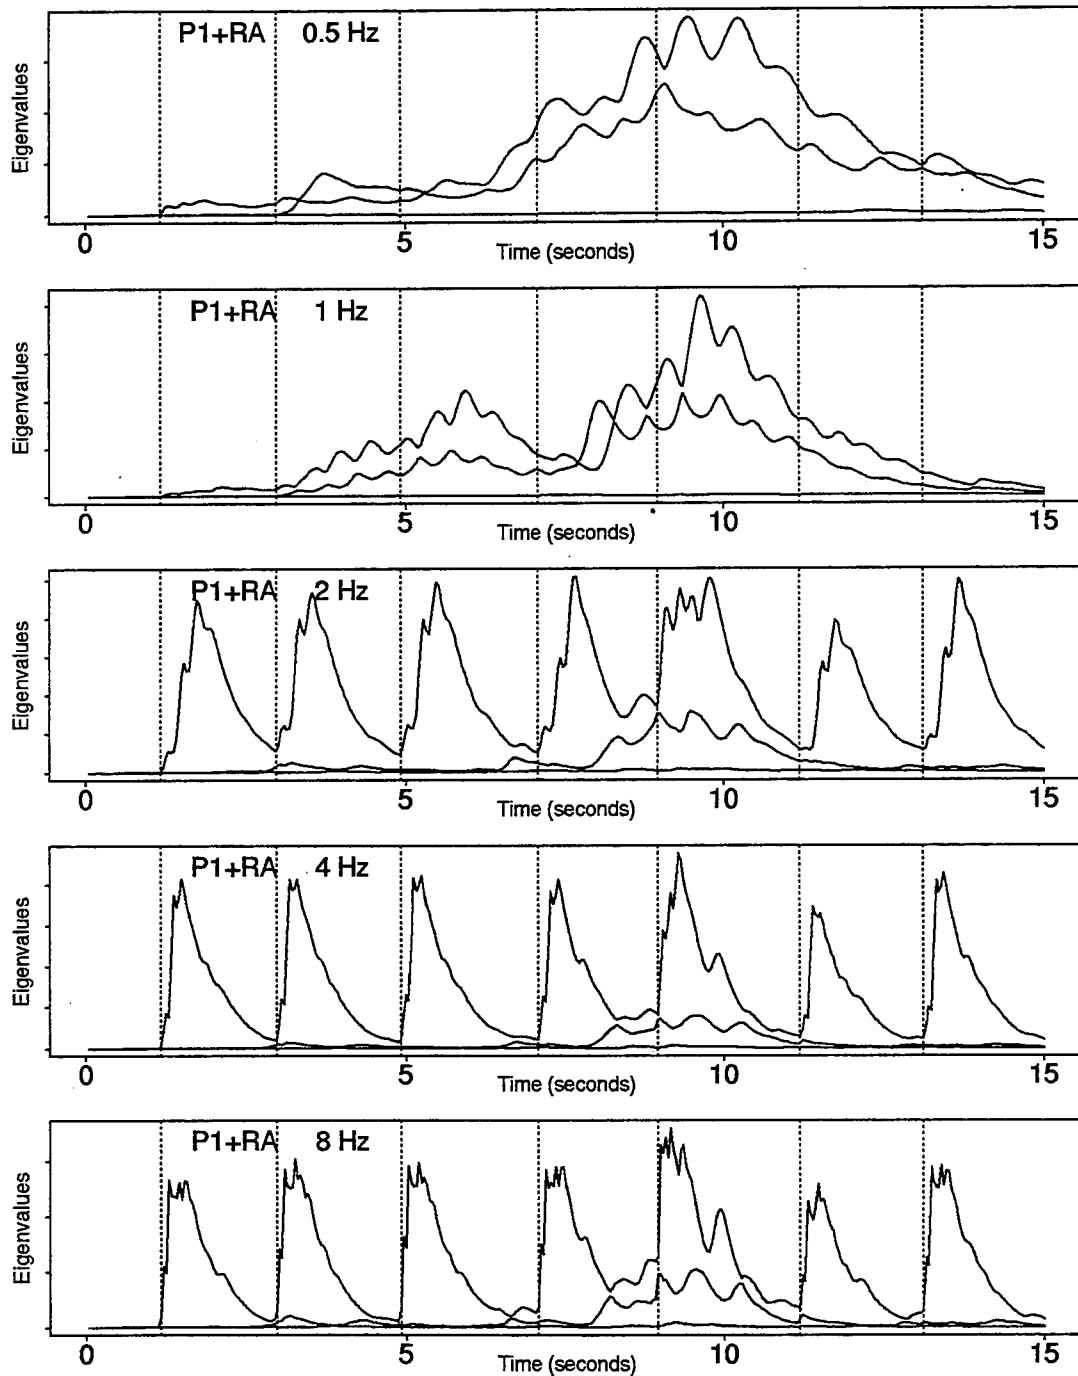 P1+RA 0.5 Hz
Eigenvalues
0 5 10 15
Time (seconds)
P1+RA 1 Hz
Eigenvalues
0 5 10 15
Time (seconds)
P1+RA 2 Hz
Eigenvalues
0 5 10 15
Time (seconds)
P1+RA 4 Hz
Eigenvalues
0 5 10 15
Time (seconds)
P1+RA 8 Hz
Eigenvalues
0 5 10 15
Time (seconds)